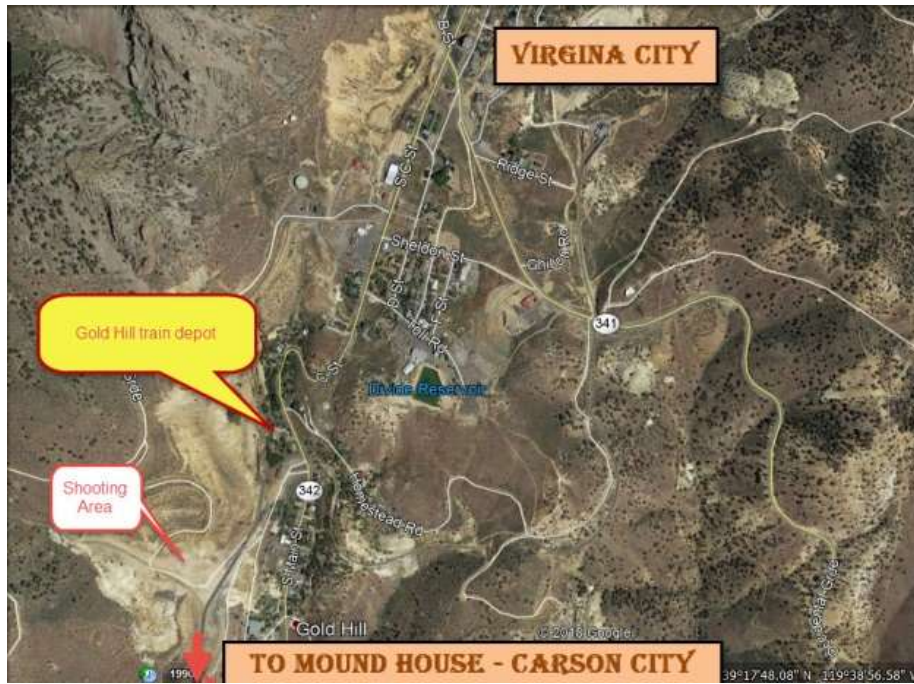 B St
VIRGINA CITY
Ridge St
S C St
Sheldon St
D St
341
Gold Hill train depot
S C St
Divide Reservoir
Shooting
Area
342
Homestead Rd
S Main St
Gold Hill
© 2018 Google
TO MOUND HOUSE - CARSON CITY
39°17'48.08" N 119°38'56.58"